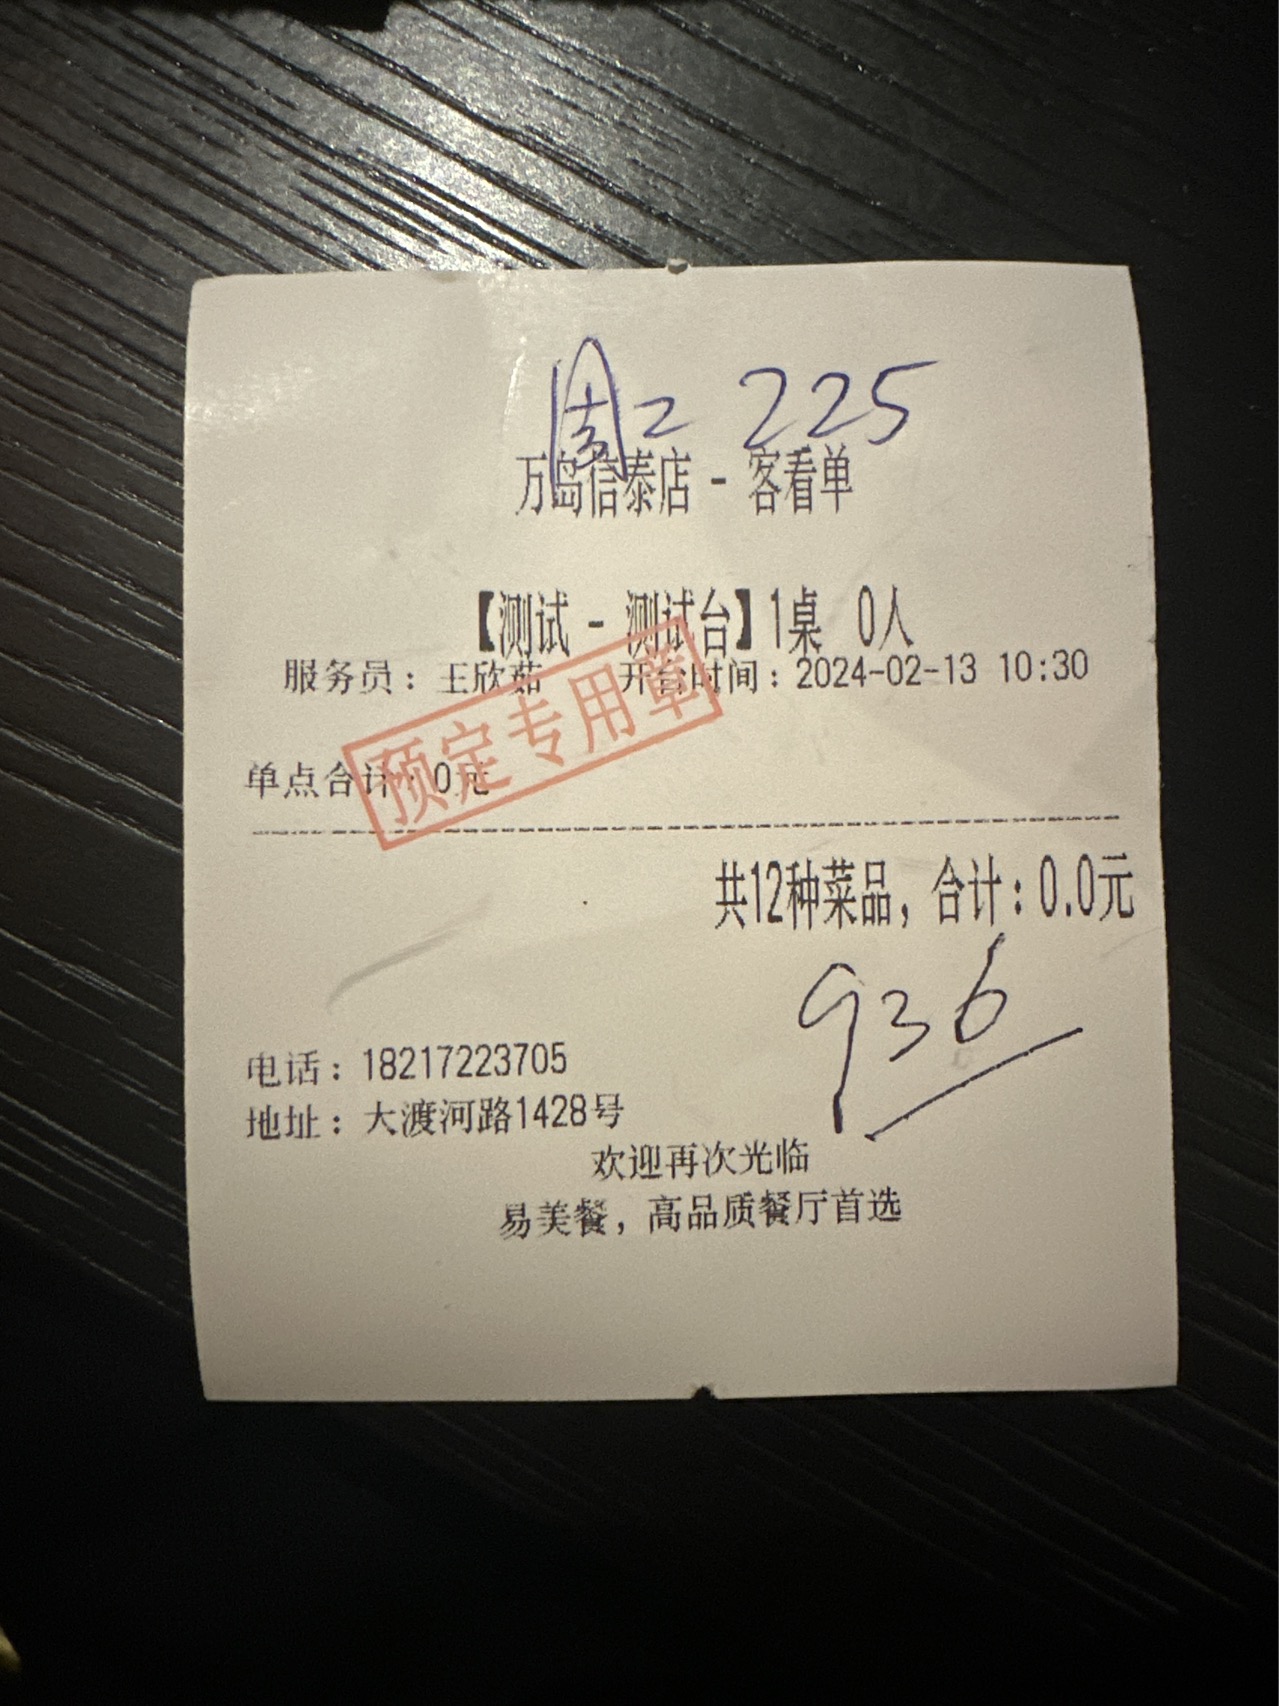 周二 225
万岛信泰店 - 客看单
【测试 - 测试台】1桌 0人
服务员：王欣茹 开台时间：2024-02-13 10:30
预定专用章
单点合计：0元
共12种菜品，合计：0.0元
936
电话：18217223705
地址：大渡河路1428号
欢迎再次光临
易美餐，高品质餐厅首选